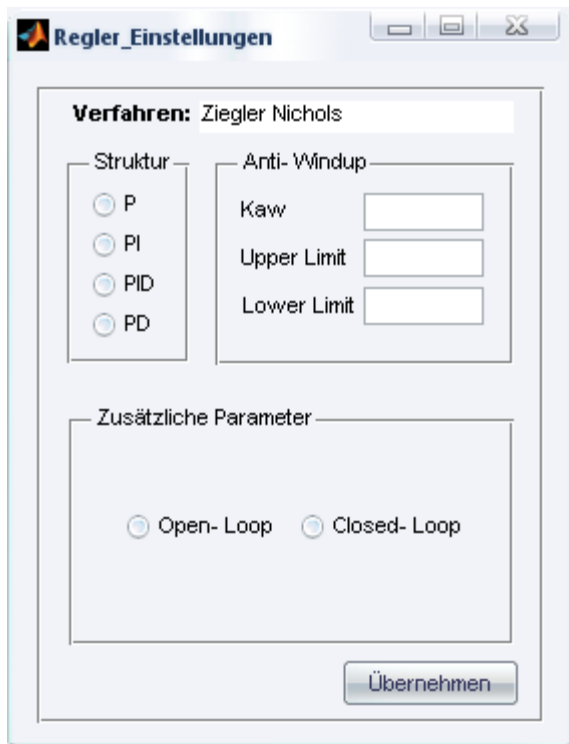 Regler_Einstellungen
Verfahren: Ziegler Nichols
Struktur
P
PI
PID
PD
Anti- Windup
Kaw
Upper Limit
Lower Limit
Zusätzliche Parameter
Open- Loop
Closed- Loop
Übernehmen